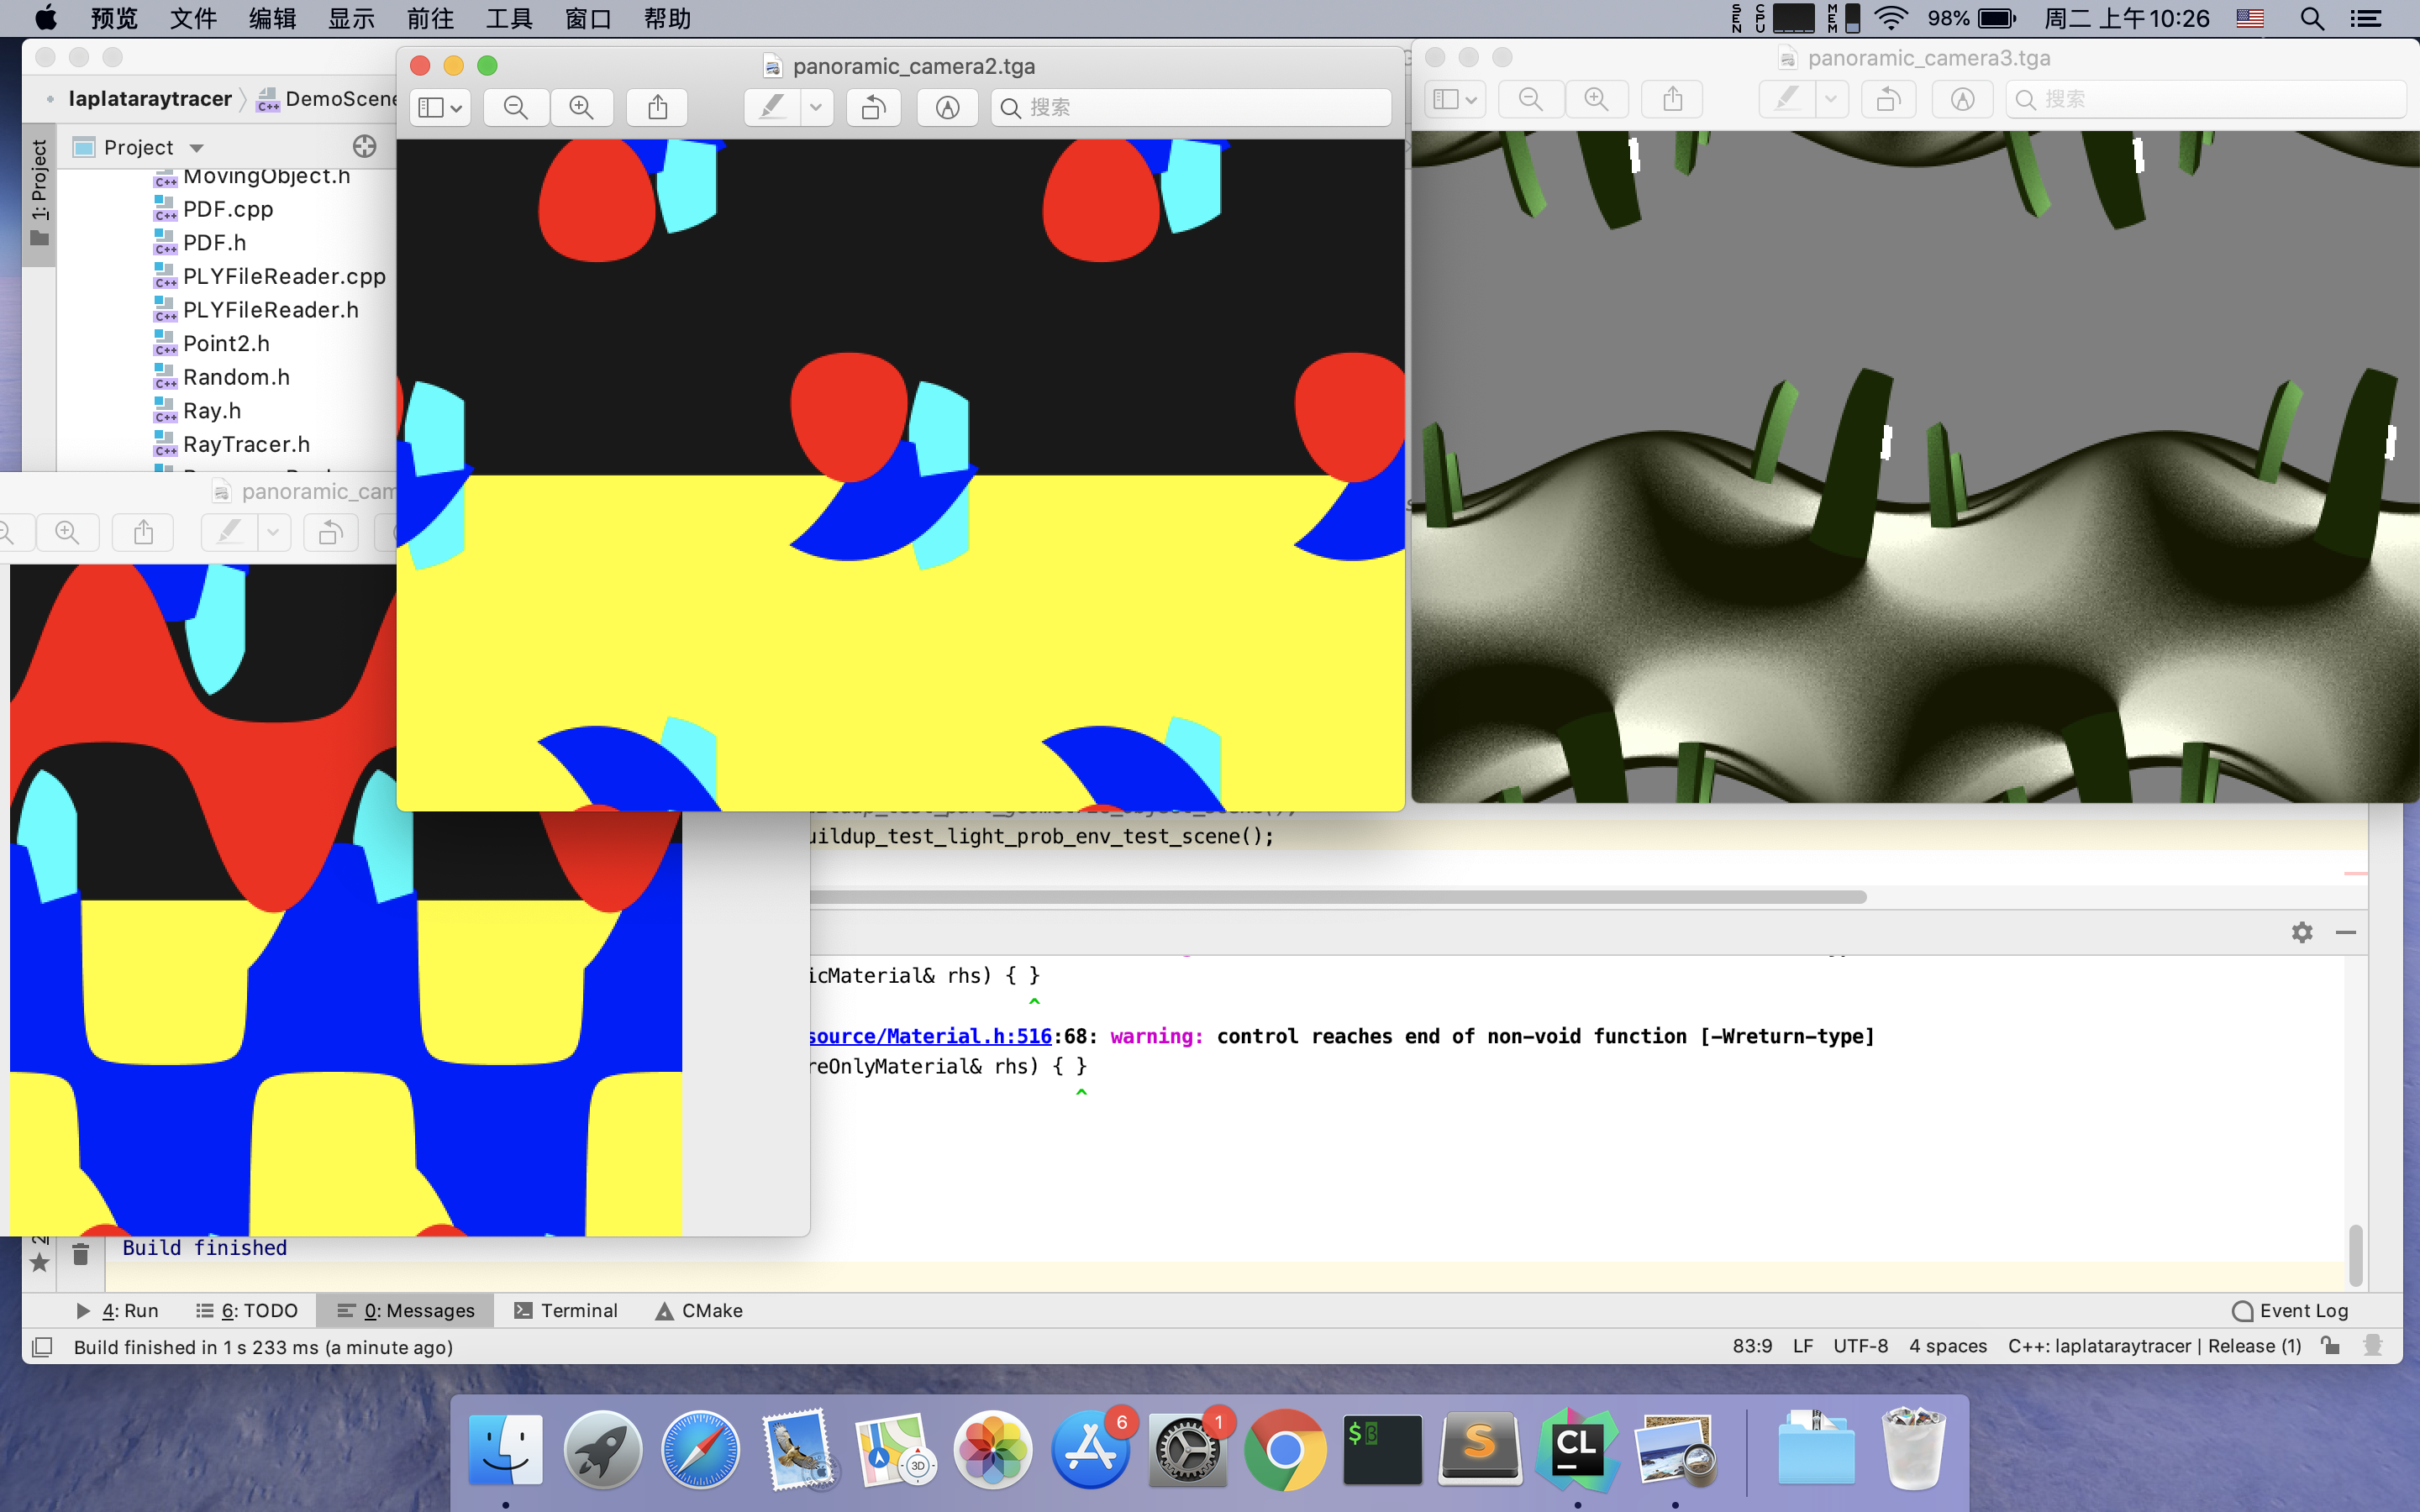 预览 文件 编辑 显示 前往 工具 窗口 帮助
SEN CPU MEM 98% 周二 上午10:26
laplataraytracer DemoScene
Project
1: Project
MovingObject.h
PDF.cpp
PDF.h
PLYFileReader.cpp
PLYFileReader.h
Point2.h
Random.h
Ray.h
RayTracer.h
panoramic_camera2.tga
搜索
panoramic_camera3.tga
搜索
panoramic_cam
uildup_test_light_prob_env_test_scene();
icMaterial& rhs) { }
^
source/Material.h:516:68: warning: control reaches end of non-void function [-Wreturn-type]
reOnlyMaterial& rhs) { }
^
Build finished
4: Run 6: TODO 0: Messages Terminal CMake Event Log
Build finished in 1 s 233 ms (a minute ago) 83:9 LF UTF-8 4 spaces C++: laplataraytracer | Release (1)
3D 6 1 $ S CL